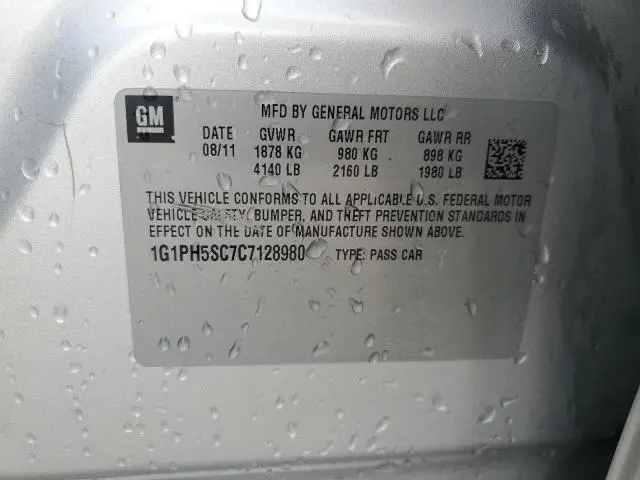 GM
MFD BY GENERAL MOTORS LLC
DATE GVWR GAWR FRT GAWR RR
08/11 1878 KG 980 KG 898 KG
4140 LB 2160 LB 1980 LB
THIS VEHICLE CONFORMS TO ALL APPLICABLE U.S. FEDERAL MOTOR
VEHICLE SAFETY, BUMPER, AND THEFT PREVENTION STANDARDS IN
EFFECT ON THE DATE OF MANUFACTURE SHOWN ABOVE.
1G1PH5SC7C7128980 TYPE: PASS CAR